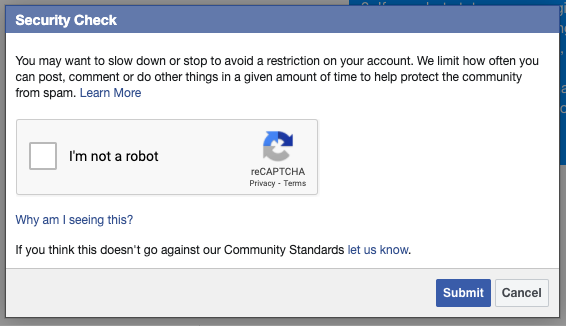 Security Check
You may want to slow down or stop to avoid a restriction on your account. We limit how often you
can post, comment or do other things in a given amount of time to help protect the community
from spam. Learn More
I'm not a robot
reCAPTCHA
Privacy - Terms
Why am I seeing this?
If you think this doesn't go against our Community Standards let us know.
Submit Cancel